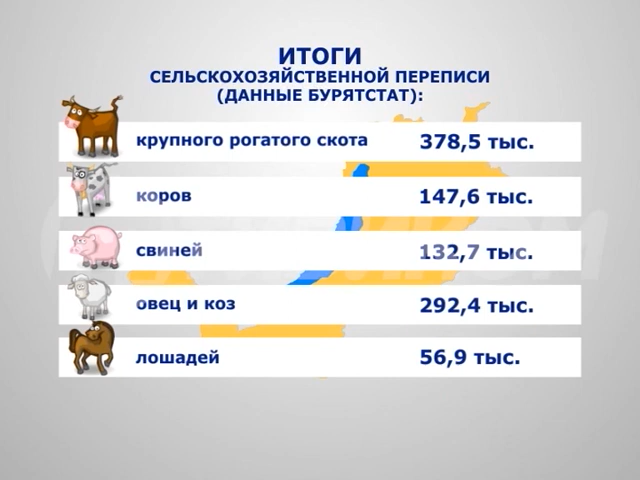 ИТОГИ
СЕЛЬСКОХОЗЯЙСТВЕННОЙ ПЕРЕПИСИ
(ДАННЫЕ БУРЯТСТАТ):
крупного рогатого скота 378,5 тыс.
коров 147,6 тыс.
свиней 132,7 тыс.
овец и коз 292,4 тыс.
лошадей 56,9 тыс.